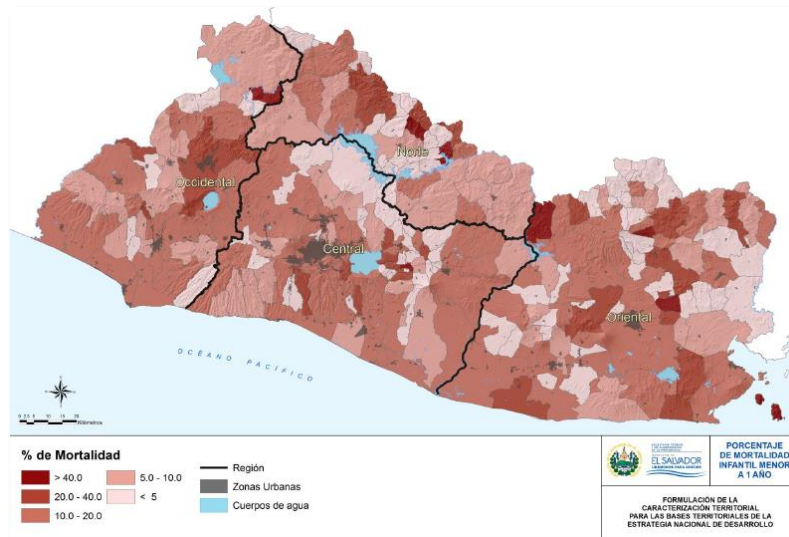 Norte
Occidental
Central
Oriental
OCÉANO PACÍFICO
Kilómetros
% de Mortalidad
> 40.0
20.0 - 40.0
10.0 - 20.0
5.0 - 10.0
< 5
Región
Zonas Urbanas
Cuerpos de agua
EL SALVADOR
PORCENTAJE
DE MORTALIDAD
INFANTIL MENOR
A 1 AÑO
FORMULACIÓN DE LA
CARACTERIZACIÓN TERRITORIAL
PARA LAS BASES TERRITORIALES DE LA
ESTRATEGIA NACIONAL DE DESARROLLO